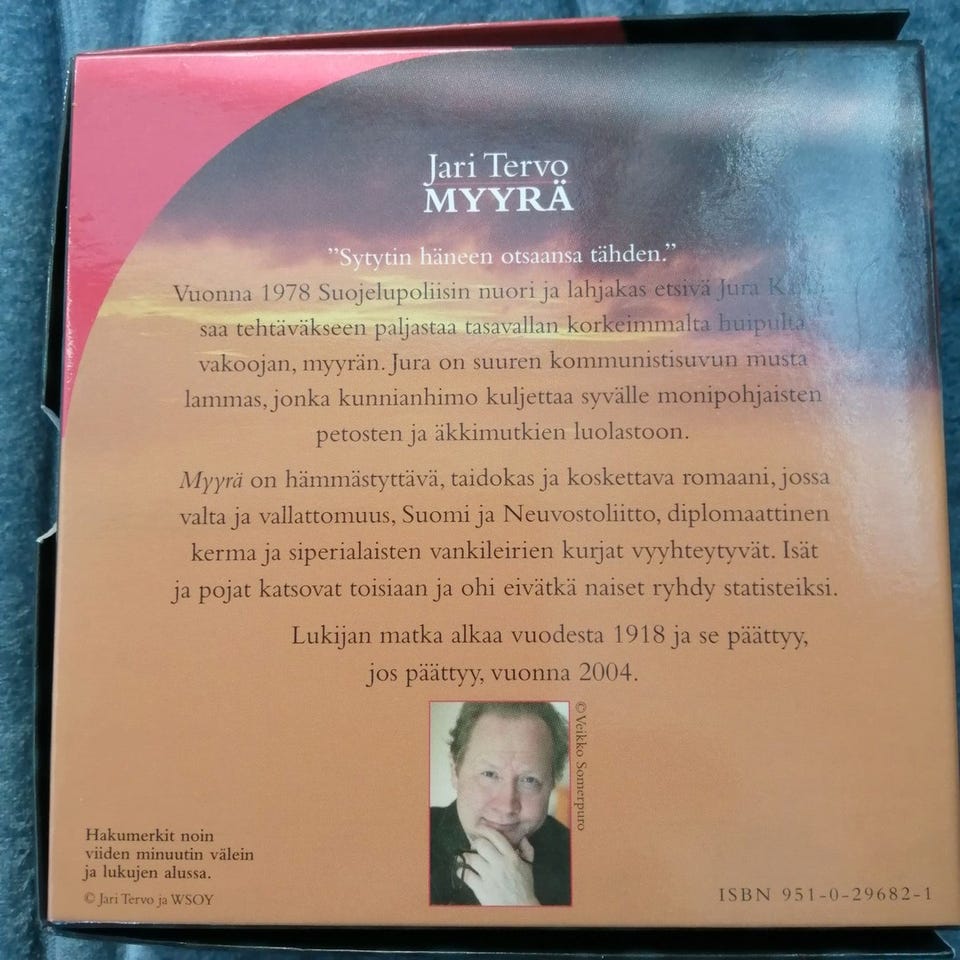 Jari Tervo
MYYRÄ
”Sytytin häneen otsaansa tähden.”
Vuonna 1978 Suojelupoliisin nuori ja lahjakas etsivä Jura
saa tehtäväkseen paljastaa tasavallan korkeimmalta huipulta
vakoojan, myyrän. Jura on suuren kommunistisuvun musta
lammas, jonka kunnianhimo kuljettaa syvälle monipohjaisten
petosten ja äkkimutkien luolastoon.
Myyrä on hämmästyttävä, taidokas ja koskettava romaani, jossa
valta ja vallattomuus, Suomi ja Neuvostoliitto, diplomaattinen
kerma ja siperialaisten vankileirien kurjat vyyhteytyvät. Isät
ja pojat katsovat toisiaan ja ohi eivätkä naiset ryhdy statisteiksi.
Lukijan matka alkaa vuodesta 1918 ja se päättyy,
jos päättyy, vuonna 2004.
© Veikko Somerpuro
Hakumerkit noin
viiden minuutin välein
ja lukujen alussa.
© Jari Tervo ja WSOY
ISBN 951-0-29682-1